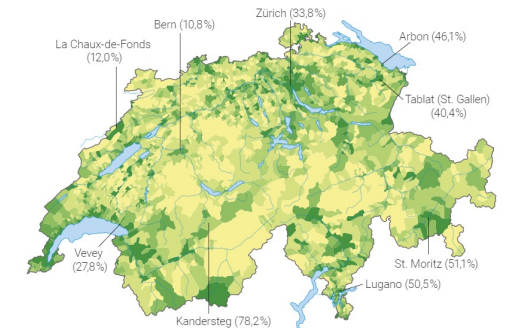 Zürich (33,8%)
Bern (10,8%)
La Chaux-de-Fonds
(12,0%)
Arbon (46,1%)
Tablat (St. Gallen)
(40,4%)
Vevey
(27,8%)
St. Moritz (51,1%)
Lugano (50,5%)
Kandersteg (78,2%)